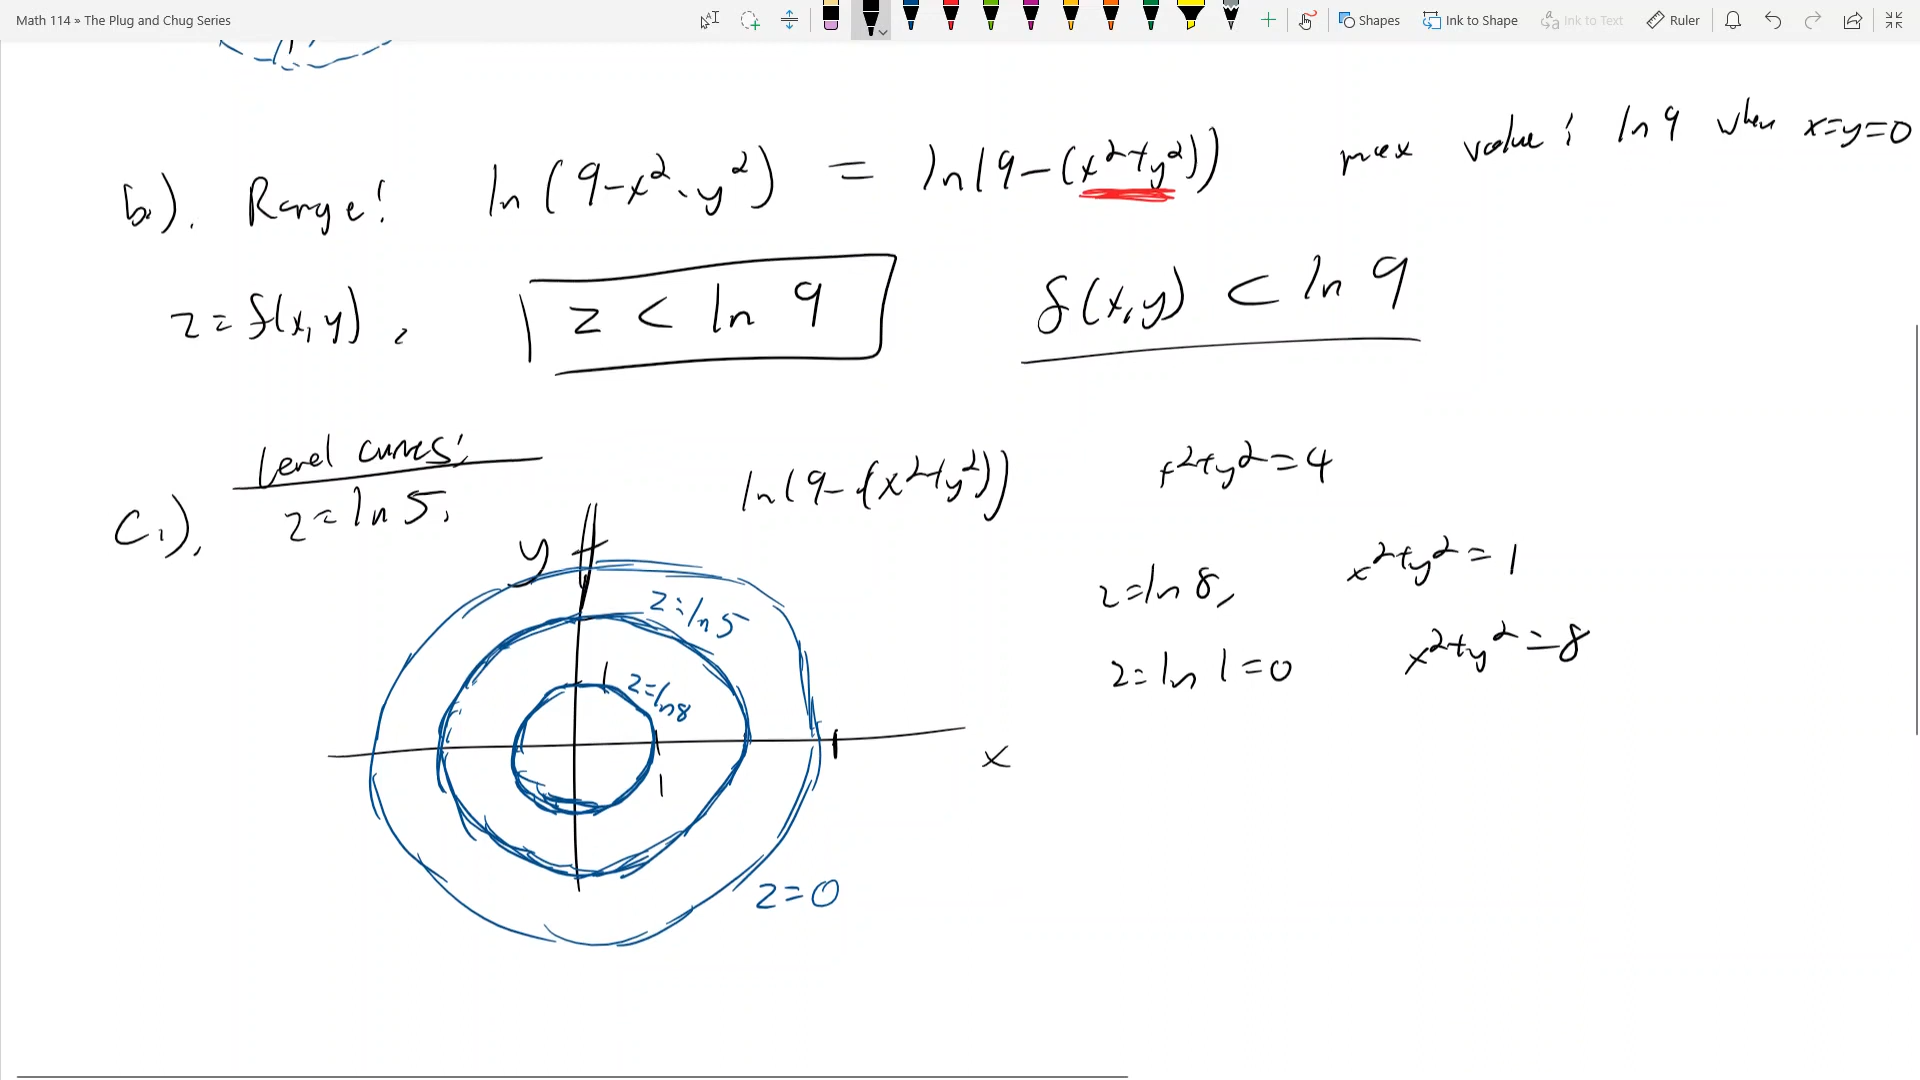 Math 114 » The Plug and Chug Series
Shapes Ink to Shape Ink to Text Ruler
b). Range: ln(9-x²-y²) = ln(9-(x²+y²)) max value: ln 9 when x=y=0
z=f(x,y), z < ln 9 f(x,y) < ln 9
Level curves:
c.), z=ln 5, ln(9-(x²+y²)) x²+y²=4
y
z=ln 8, x²+y²=1
z=ln 5
z=ln 1=0 x²+y²=8
1 z=ln8
x
1
z=0